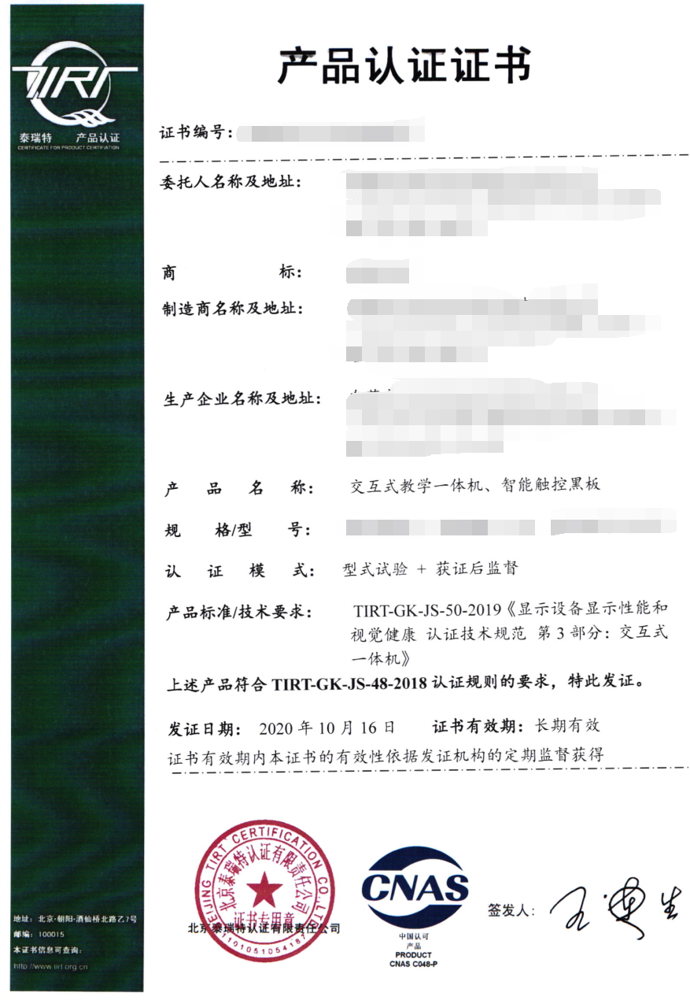 产品认证证书
TIRT
泰瑞特 产品认证
CERTIFICATE FOR PRODUCT CERTIFIATION
证书编号：
委托人名称及地址：
商 标：
制造商名称及地址：
生产企业名称及地址：
产 品 名 称： 交互式教学一体机、智能触控黑板
规 格/型 号：
认 证 模 式： 型式试验 + 获证后监督
产品标准/技术要求： TIRT-GK-JS-50-2019《显示设备显示性能和
视觉健康 认证技术规范 第 3 部分：交互式
一体机》
上述产品符合 TIRT-GK-JS-48-2018 认证规则的要求，特此发证。
发证日期： 2020 年 10 月 16 日 证书有效期：长期有效
证书有效期内本证书的有效性依据发证机构的定期监督获得
BEIJING TIRT CERTIFICATION CO.,LTD
北京泰瑞特认证有限责任公司
证书专用章
1101051054187
北京泰瑞特认证有限责任公司
CNAS
中国认可
产品
PRODUCT
CNAS C048-P
签发人：
地址：北京·朝阳·酒仙桥北路乙7号
邮编：100015
本证书信息可查询：
http://www.tirt.org.cn